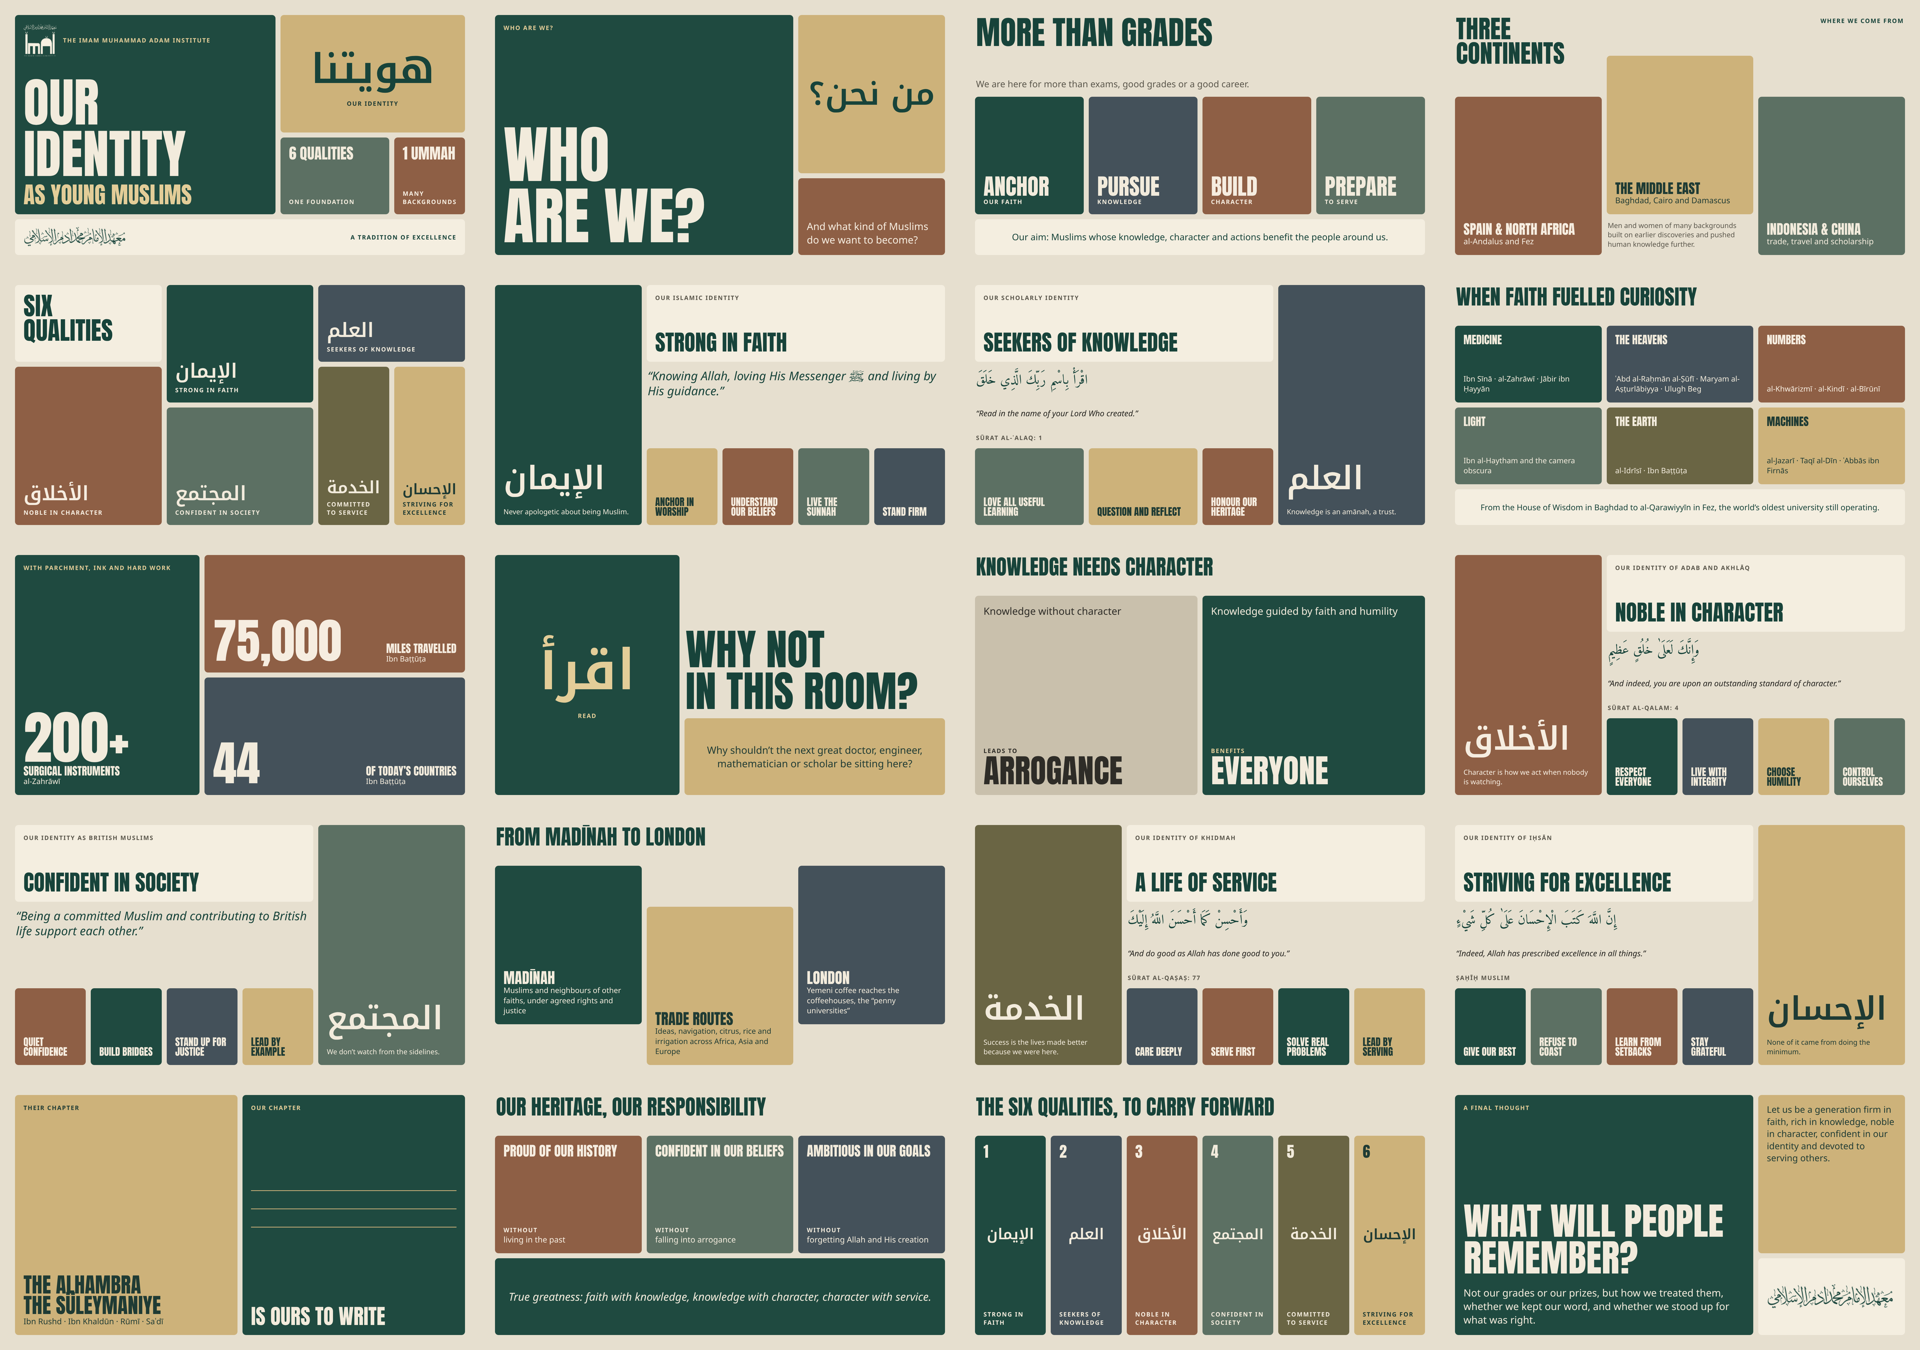 THE IMAM MUHAMMAD ADAM INSTITUTE
OUR
IDENTITY
AS YOUNG MUSLIMS
هويتنا
OUR IDENTITY
6 QUALITIES
ONE FOUNDATION
1 UMMAH
MANY
BACKGROUNDS
معهد الإمام محمد آدم الإسلامي
A TRADITION OF EXCELLENCE
WHO ARE WE?
WHO
ARE WE?
من نحن؟
And what kind of Muslims
do we want to become?
MORE THAN GRADES
We are here for more than exams, good grades or a good career.
ANCHOR
OUR FAITH
PURSUE
KNOWLEDGE
BUILD
CHARACTER
PREPARE
TO SERVE
Our aim: Muslims whose knowledge, character and actions benefit the people around us.
THREE
CONTINENTS
WHERE WE COME FROM
SPAIN & NORTH AFRICA
al-Andalus and Fez
THE MIDDLE EAST
Baghdad, Cairo and Damascus
Men and women of many backgrounds
built on earlier discoveries and pushed
human knowledge further.
INDONESIA & CHINA
trade, travel and scholarship
SIX
QUALITIES
الإيمان
STRONG IN FAITH
العلم
SEEKERS OF KNOWLEDGE
الأخلاق
NOBLE IN CHARACTER
المجتمع
CONFIDENT IN SOCIETY
الخدمة
COMMITTED
TO SERVICE
الإحسان
STRIVING FOR
EXCELLENCE
الإيمان
Never apologetic about being Muslim.
OUR ISLAMIC IDENTITY
STRONG IN FAITH
“Knowing Allah, loving His Messenger ﷺ and living by
His guidance.”
ANCHOR IN
WORSHIP
UNDERSTAND
OUR BELIEFS
LIVE THE
SUNNAH
STAND FIRM
OUR SCHOLARLY IDENTITY
SEEKERS OF KNOWLEDGE
اقْرَأْ بِاسْمِ رَبِّكَ الَّذِي خَلَقَ
“Read in the name of your Lord Who created.”
SŪRAT AL-ʿALAQ: 1
LOVE ALL USEFUL
LEARNING
QUESTION AND REFLECT
HONOUR OUR
HERITAGE
العلم
Knowledge is an amānah, a trust.
WHEN FAITH FUELLED CURIOSITY
MEDICINE
Ibn Sīnā · al-Zahrāwī · Jābir ibn
Ḥayyān
THE HEAVENS
ʿAbd al-Raḥmān al-Ṣūfī · Maryam al-
Asṭurlābiyya · Ulugh Beg
NUMBERS
al-Khwārizmī · al-Kindī · al-Bīrūnī
LIGHT
Ibn al-Haytham and the camera
obscura
THE EARTH
al-Idrīsī · Ibn Baṭṭūṭa
MACHINES
al-Jazarī · Taqī al-Dīn · ʿAbbās ibn
Firnās
From the House of Wisdom in Baghdad to al-Qarawiyyīn in Fez, the world’s oldest university still operating.
WITH PARCHMENT, INK AND HARD WORK
200+
SURGICAL INSTRUMENTS
al-Zahrāwī
75,000
MILES TRAVELLED
Ibn Baṭṭūṭa
44
OF TODAY’S COUNTRIES
Ibn Baṭṭūṭa
اقرأ
READ
WHY NOT
IN THIS ROOM?
Why shouldn’t the next great doctor, engineer,
mathematician or scholar be sitting here?
KNOWLEDGE NEEDS CHARACTER
Knowledge without character
LEADS TO
ARROGANCE
Knowledge guided by faith and humility
BENEFITS
EVERYONE
الأخلاق
Character is how we act when nobody
is watching.
OUR IDENTITY OF ADAB AND AKHLĀQ
NOBLE IN CHARACTER
وَإِنَّكَ لَعَلَىٰ خُلُقٍ عَظِيمٍ
“And indeed, you are upon an outstanding standard of character.”
SŪRAT AL-QALAM: 4
RESPECT
EVERYONE
LIVE WITH
INTEGRITY
CHOOSE
HUMILITY
CONTROL
OURSELVES
OUR IDENTITY AS BRITISH MUSLIMS
CONFIDENT IN SOCIETY
“Being a committed Muslim and contributing to British
life support each other.”
QUIET
CONFIDENCE
BUILD BRIDGES
STAND UP FOR
JUSTICE
LEAD BY
EXAMPLE
المجتمع
We don’t watch from the sidelines.
FROM MADĪNAH TO LONDON
MADĪNAH
Muslims and neighbours of other
faiths, under agreed rights and
justice
TRADE ROUTES
Ideas, navigation, citrus, rice and
irrigation across Africa, Asia and
Europe
LONDON
Yemeni coffee reaches the
coffeehouses, the “penny
universities”
الخدمة
Success is the lives made better
because we were here.
OUR IDENTITY OF KHIDMAH
A LIFE OF SERVICE
وَأَحْسِنْ كَمَا أَحْسَنَ اللَّهُ إِلَيْكَ
“And do good as Allah has done good to you.”
SŪRAT AL-QAṢAṢ: 77
CARE DEEPLY
SERVE FIRST
SOLVE REAL
PROBLEMS
LEAD BY
SERVING
OUR IDENTITY OF IḤSĀN
STRIVING FOR EXCELLENCE
إِنَّ اللَّهَ كَتَبَ الْإِحْسَانَ عَلَىٰ كُلِّ شَيْءٍ
“Indeed, Allah has prescribed excellence in all things.”
ṢAḤĪḤ MUSLIM
GIVE OUR BEST
REFUSE TO
COAST
LEARN FROM
SETBACKS
STAY
GRATEFUL
الإحسان
None of it came from doing the
minimum.
THEIR CHAPTER
THE ALHAMBRA
THE SÜLEYMANIYE
Ibn Rushd · Ibn Khaldūn · Rūmī · Saʿdī
OUR CHAPTER
IS OURS TO WRITE
OUR HERITAGE, OUR RESPONSIBILITY
PROUD OF OUR HISTORY
WITHOUT
living in the past
CONFIDENT IN OUR BELIEFS
WITHOUT
falling into arrogance
AMBITIOUS IN OUR GOALS
WITHOUT
forgetting Allah and His creation
True greatness: faith with knowledge, knowledge with character, character with service.
THE SIX QUALITIES, TO CARRY FORWARD
1
الإيمان
STRONG IN
FAITH
2
العلم
SEEKERS OF
KNOWLEDGE
3
الأخلاق
NOBLE IN
CHARACTER
4
المجتمع
CONFIDENT IN
SOCIETY
5
الخدمة
COMMITTED
TO SERVICE
6
الإحسان
STRIVING FOR
EXCELLENCE
A FINAL THOUGHT
WHAT WILL PEOPLE
REMEMBER?
Not our grades or our prizes, but how we treated them,
whether we kept our word, and whether we stood up for
what was right.
Let us be a generation firm in
faith, rich in knowledge, noble
in character, confident in our
identity and devoted to
serving others.
معهد الإمام محمد آدم الإسلامي